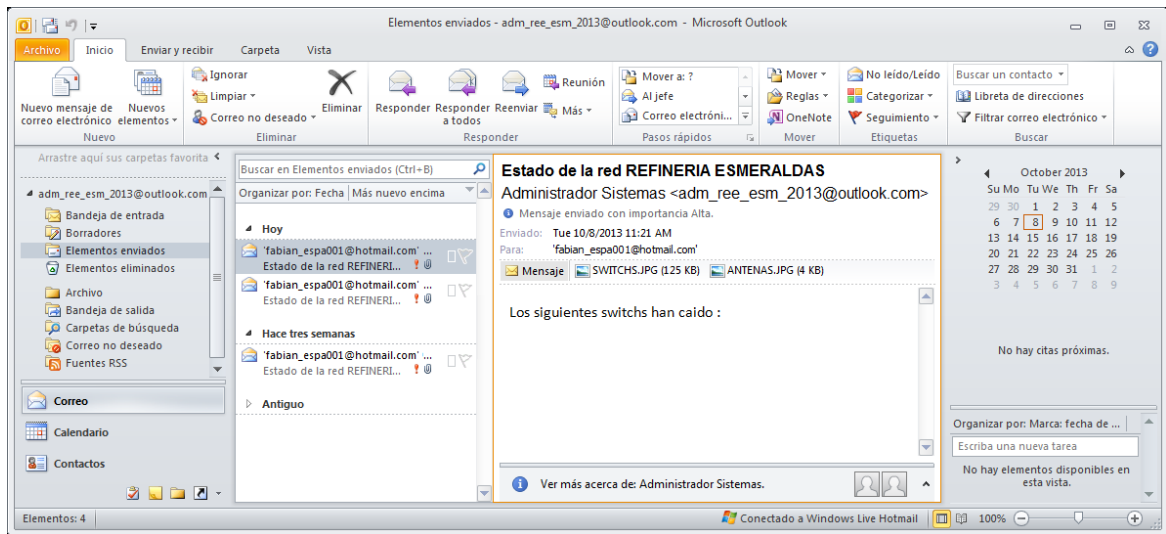 Elementos enviados - adm_ree_esm_2013@outlook.com - Microsoft Outlook
Archivo Inicio Enviar y recibir Carpeta Vista
Nuevo mensaje de correo electrónico
Nuevos elementos
Nuevo
Ignorar
Limpiar
Correo no deseado
Eliminar
Eliminar
Responder
Responder a todos
Reenviar
Reunión
Más
Responder
Mover a: ?
Al jefe
Correo electróni...
Pasos rápidos
Mover
Reglas
OneNote
Mover
No leído/Leído
Categorizar
Seguimiento
Etiquetas
Buscar un contacto
Libreta de direcciones
Filtrar correo electrónico
Buscar
Arrastre aquí sus carpetas favorita
adm_ree_esm_2013@outlook.com
Bandeja de entrada
Borradores
Elementos enviados
Elementos eliminados
Archivo
Bandeja de salida
Carpetas de búsqueda
Correo no deseado
Fuentes RSS
Correo
Calendario
Contactos
Buscar en Elementos enviados (Ctrl+B)
Organizar por: Fecha Más nuevo encima
Hoy
'fabian_espa001@hotmail.com' ...
Estado de la red REFINERI...
'fabian_espa001@hotmail.com' ...
Estado de la red REFINERI...
Hace tres semanas
'fabian_espa001@hotmail.com' ...
Estado de la red REFINERI...
Antiguo
Estado de la red REFINERIA ESMERALDAS
Administrador Sistemas <adm_ree_esm_2013@outlook.com>
Mensaje enviado con importancia Alta.
Enviado: Tue 10/8/2013 11:21 AM
Para: 'fabian_espa001@hotmail.com'
Mensaje SWITCHS.JPG (125 KB) ANTENAS.JPG (4 KB)
Los siguientes switchs han caido :
Ver más acerca de: Administrador Sistemas.
October 2013
Su Mo Tu We Th Fr Sa
29 30 1 2 3 4 5
6 7 8 9 10 11 12
13 14 15 16 17 18 19
20 21 22 23 24 25 26
27 28 29 30 31 1 2
3 4 5 6 7 8 9
No hay citas próximas.
Organizar por: Marca: fecha de ...
Escriba una nueva tarea
No hay elementos disponibles en
esta vista.
Elementos: 4
Conectado a Windows Live Hotmail
100%